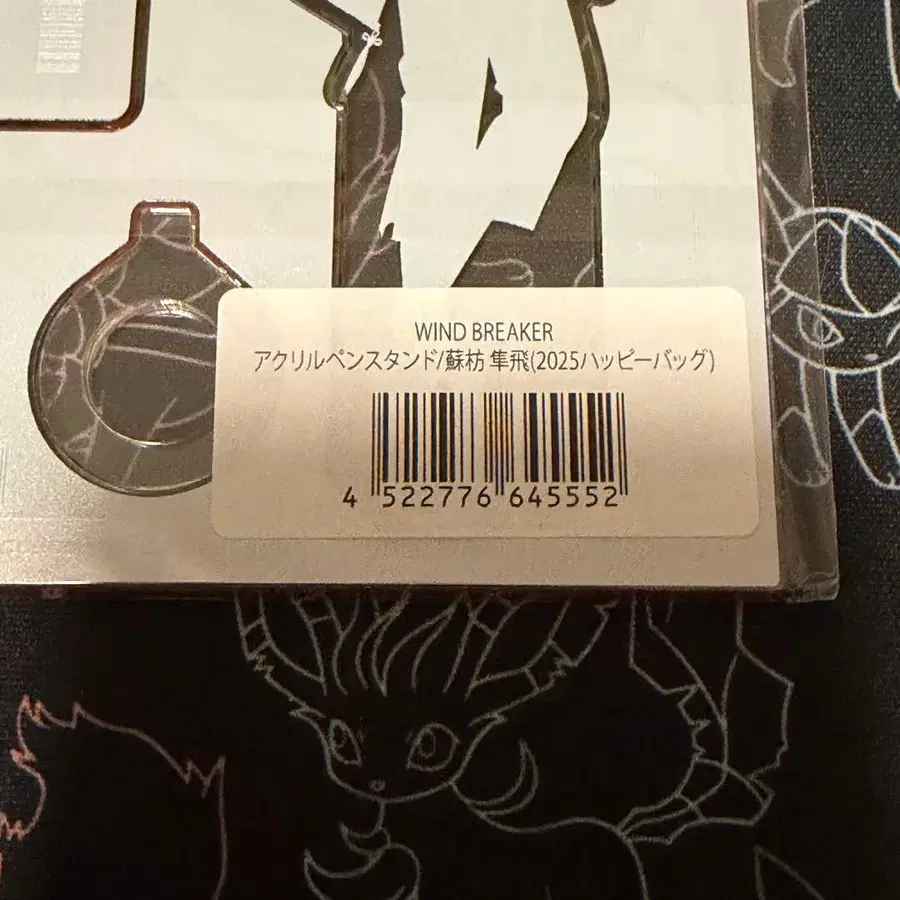 WIND BREAKER
アクリルペンスタンド/蘇枋 隼飛(2025ハッピーバッグ)
4 522776 645552